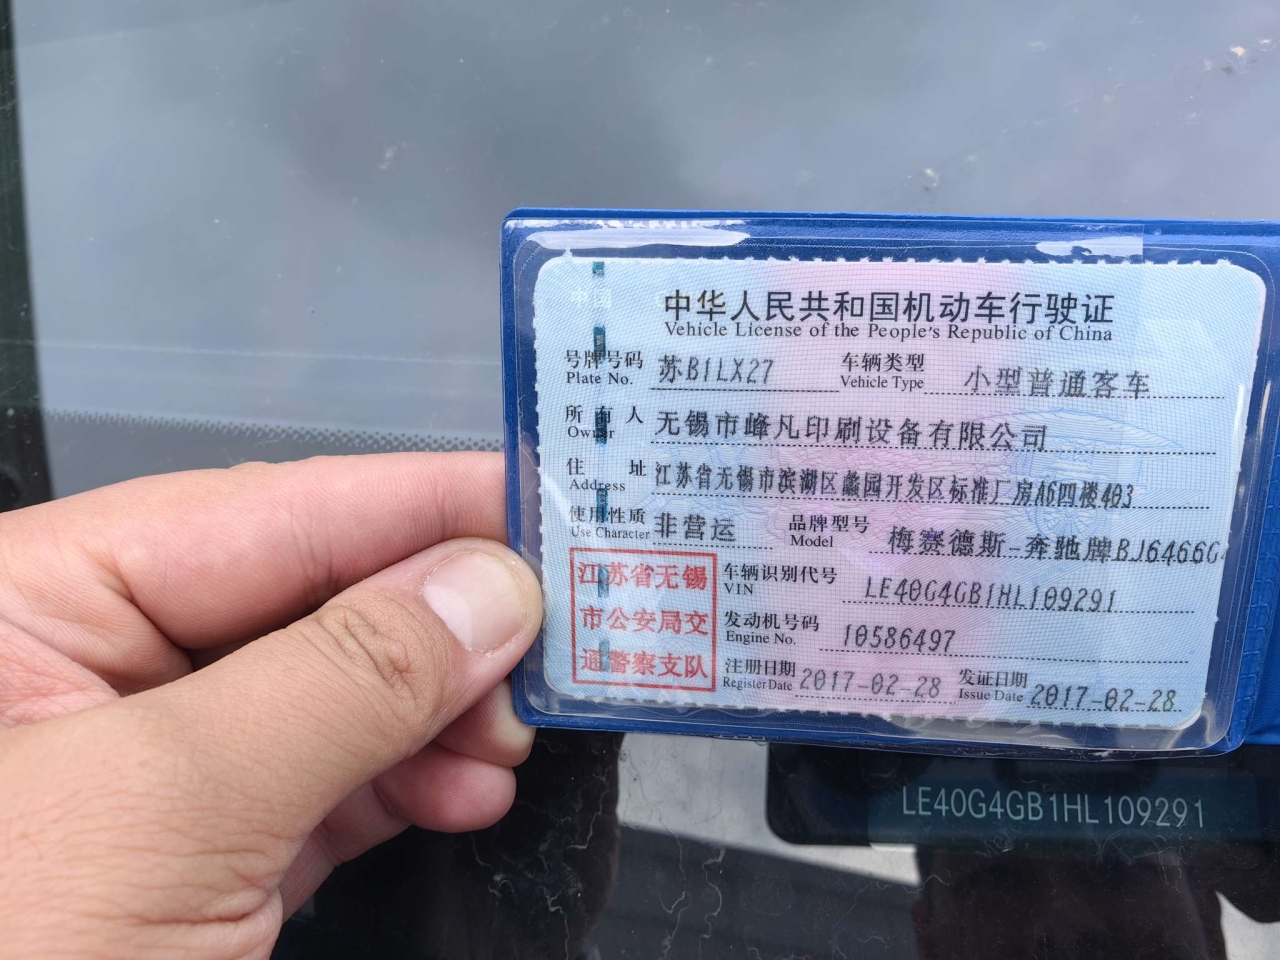 中华人民共和国机动车行驶证
Vehicle License of the People's Republic of China
号牌号码 苏B1LX27 车辆类型 小型普通客车
Plate No. Vehicle Type
所有人 无锡市峰凡印刷设备有限公司
Owner
住址 江苏省无锡市滨湖区蠡园开发区标准厂房A6四楼403
Address
使用性质 非营运 品牌型号 梅赛德斯-奔驰牌BJ6466G
Use Character Model
江苏省无锡
市公安局交
通警察支队
车辆识别代号 LE40G4GB1HL109291
VIN
发动机号码 10586497
Engine No.
注册日期 2017-02-28 发证日期 2017-02-28
Register Date Issue Date
LE40G4GB1HL109291